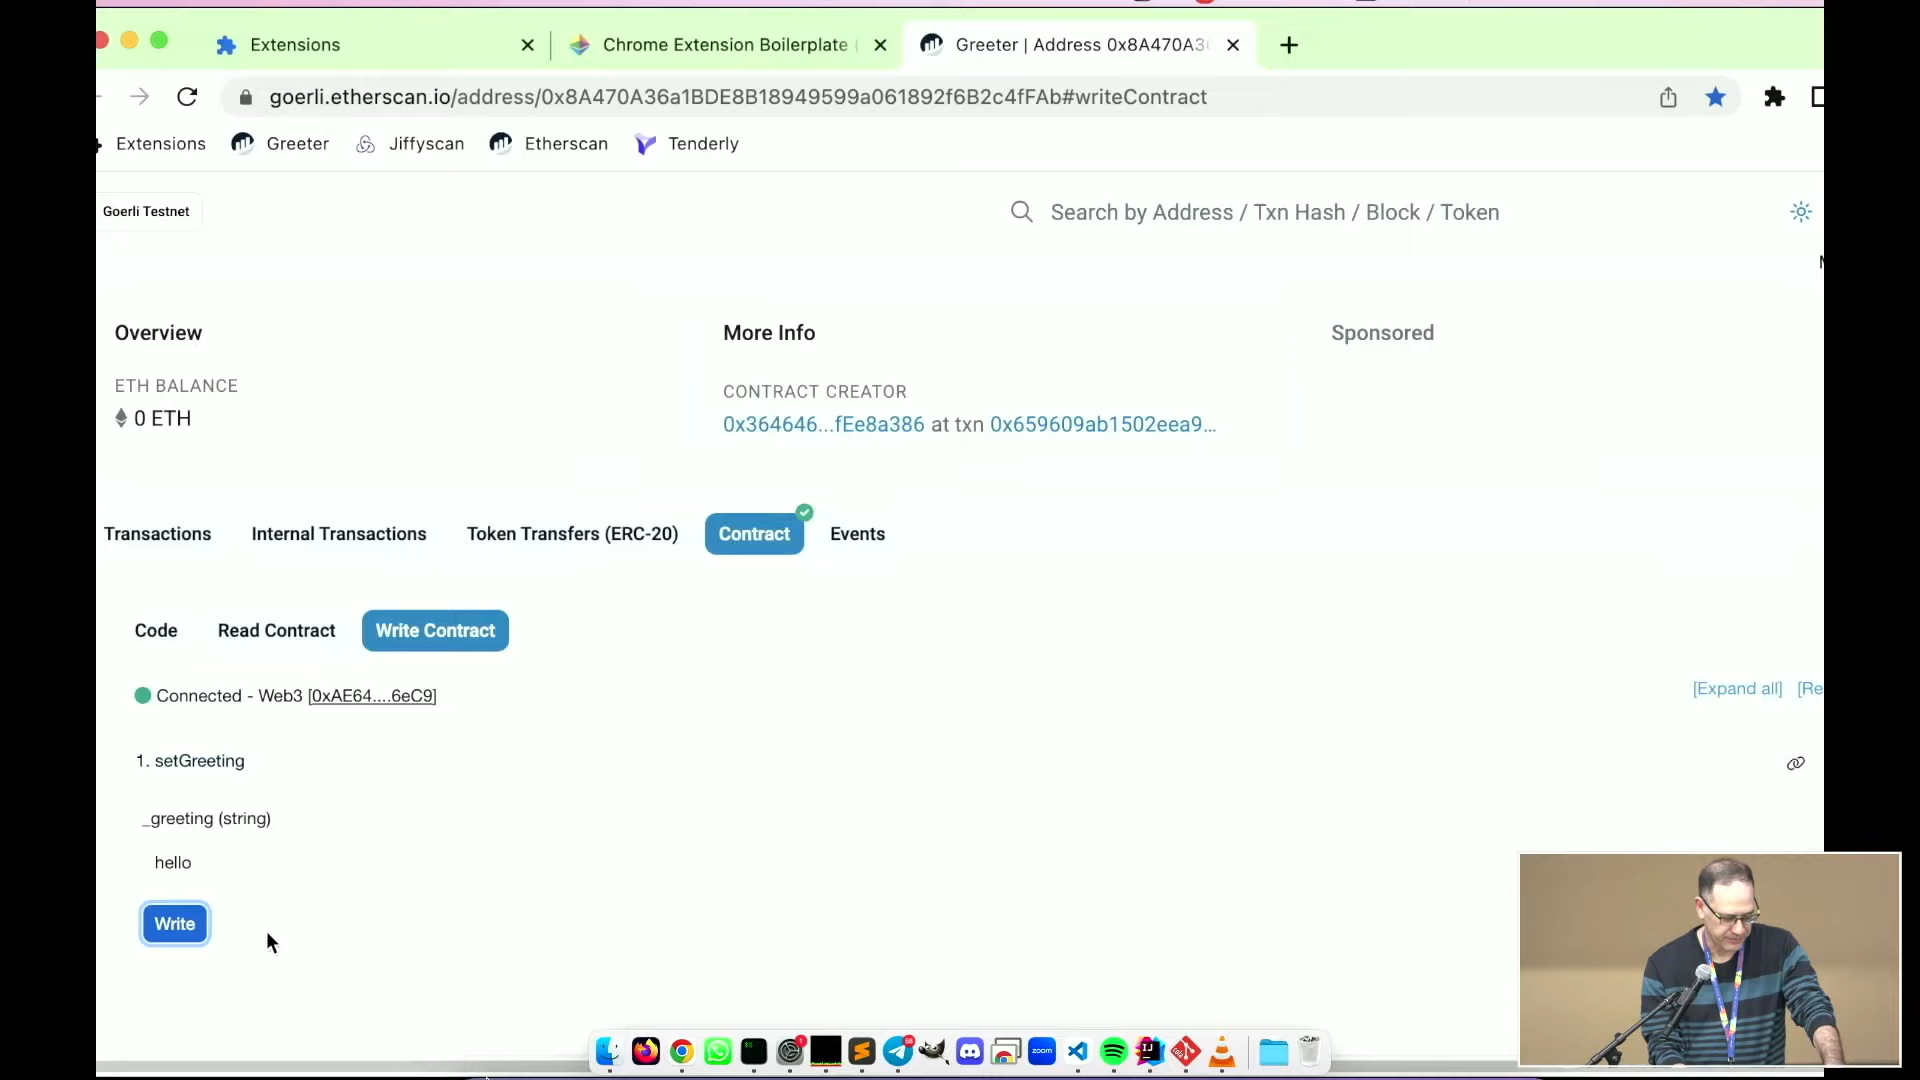 Extensions
Chrome Extension Boilerplate
Greeter | Address 0x8A470A3
goerli.etherscan.io/address/0x8A470A36a1BDE8B18949599a061892f6B2c4fFAb#writeContract
Extensions Greeter Jiffyscan Etherscan Tenderly
Goerli Testnet
Search by Address / Txn Hash / Block / Token
Overview
ETH BALANCE
0 ETH
More Info
CONTRACT CREATOR
0x364646...fEe8a386 at txn 0x659609ab1502eea9...
Sponsored
Transactions Internal Transactions Token Transfers (ERC-20) Contract Events
Code Read Contract Write Contract
Connected - Web3 [0xAE64....6eC9]
[Expand all] [Re
1. setGreeting
_greeting (string)
hello
Write
zoom